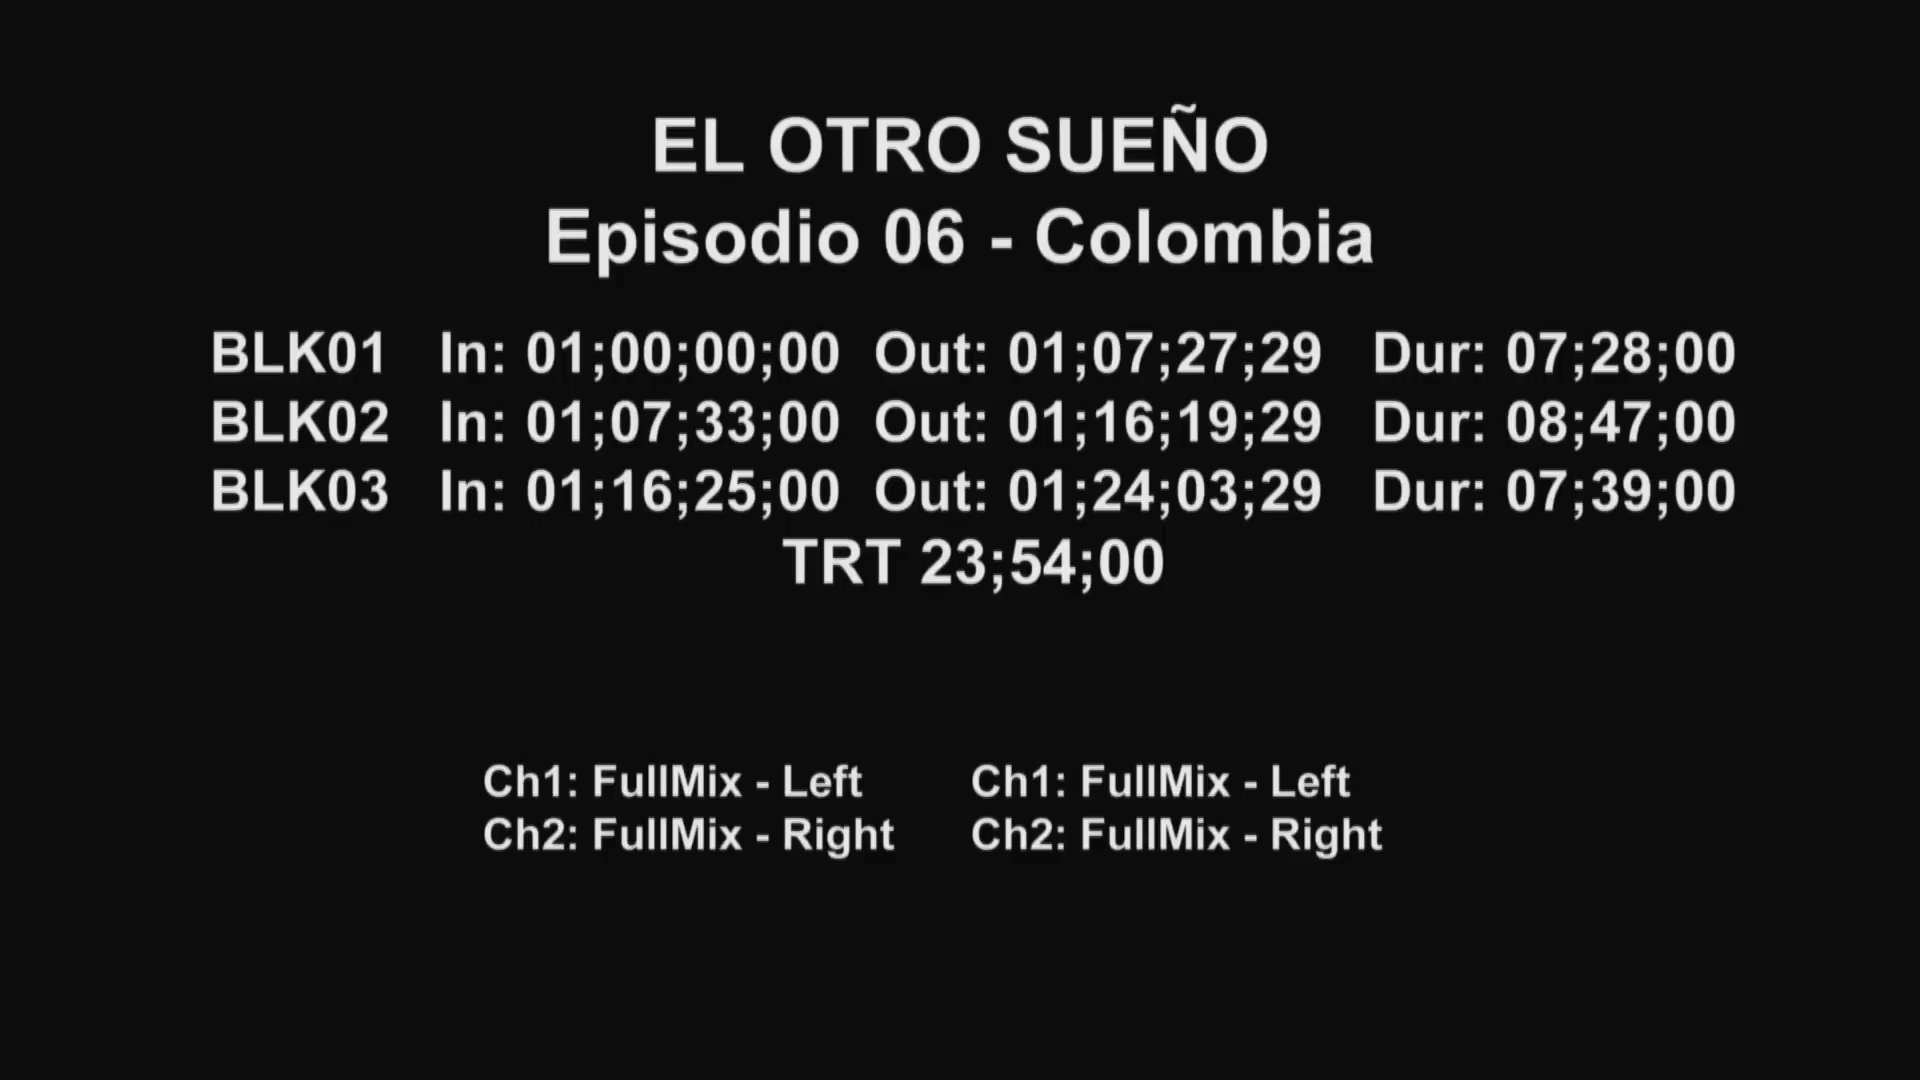 EL OTRO SUEÑO
Episodio 06 - Colombia
BLK01 In: 01;00;00;00 Out: 01;07;27;29 Dur: 07;28;00
BLK02 In: 01;07;33;00 Out: 01;16;19;29 Dur: 08;47;00
BLK03 In: 01;16;25;00 Out: 01;24;03;29 Dur: 07;39;00
TRT 23;54;00
Ch1: FullMix - Left Ch1: FullMix - Left
Ch2: FullMix - Right Ch2: FullMix - Right